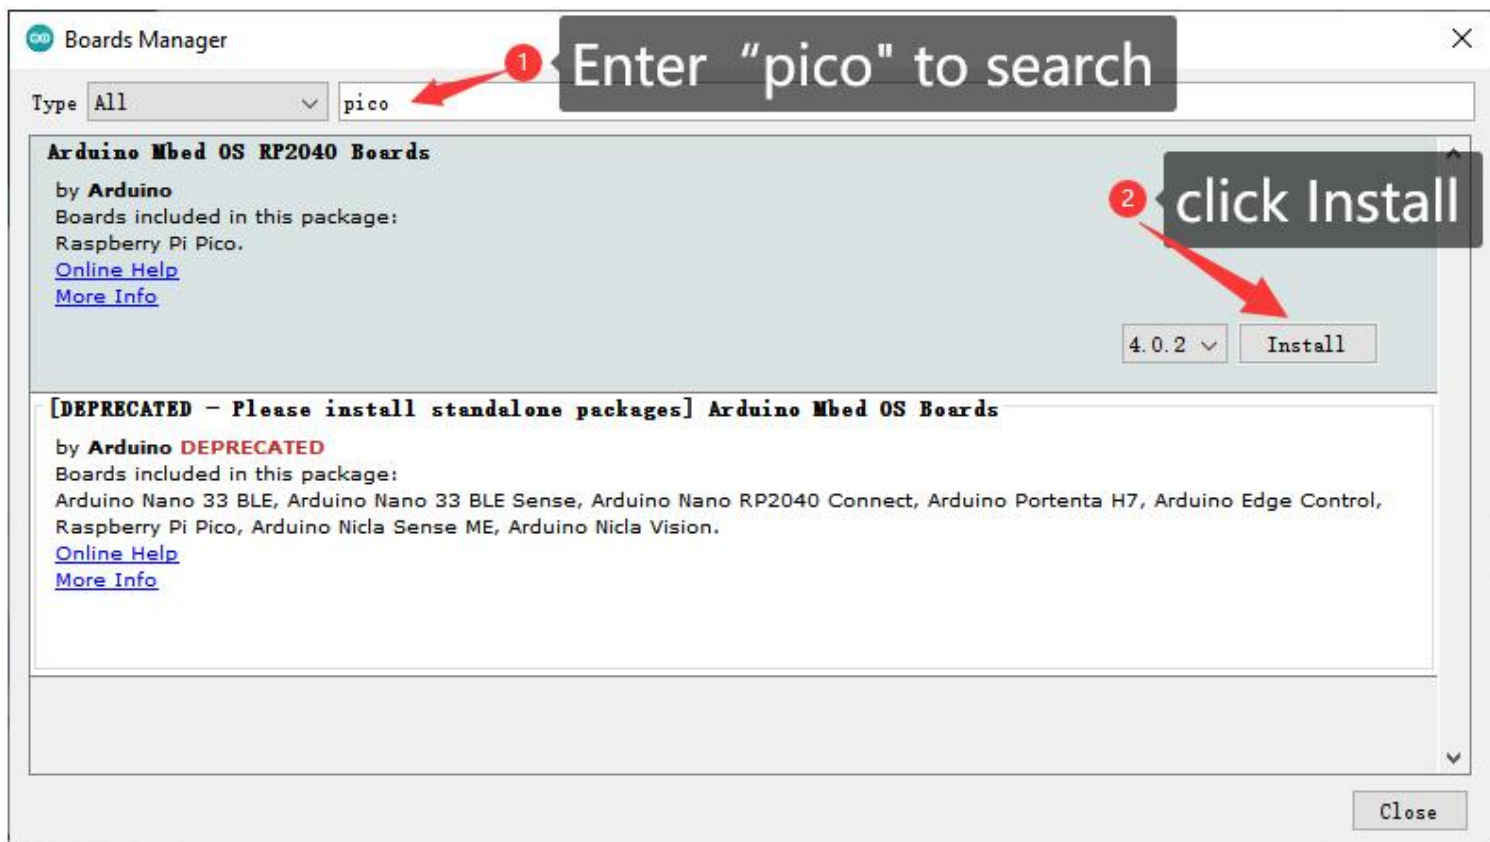 Boards Manager
1 Enter “pico" to search
Type All pico
Arduino Mbed OS RP2040 Boards
by Arduino
Boards included in this package:
Raspberry Pi Pico.
Online Help
More Info
2 click Install
4.0.2 Install
[DEPRECATED - Please install standalone packages] Arduino Mbed OS Boards
by Arduino DEPRECATED
Boards included in this package:
Arduino Nano 33 BLE, Arduino Nano 33 BLE Sense, Arduino Nano RP2040 Connect, Arduino Portenta H7, Arduino Edge Control,
Raspberry Pi Pico, Arduino Nicla Sense ME, Arduino Nicla Vision.
Online Help
More Info
Close